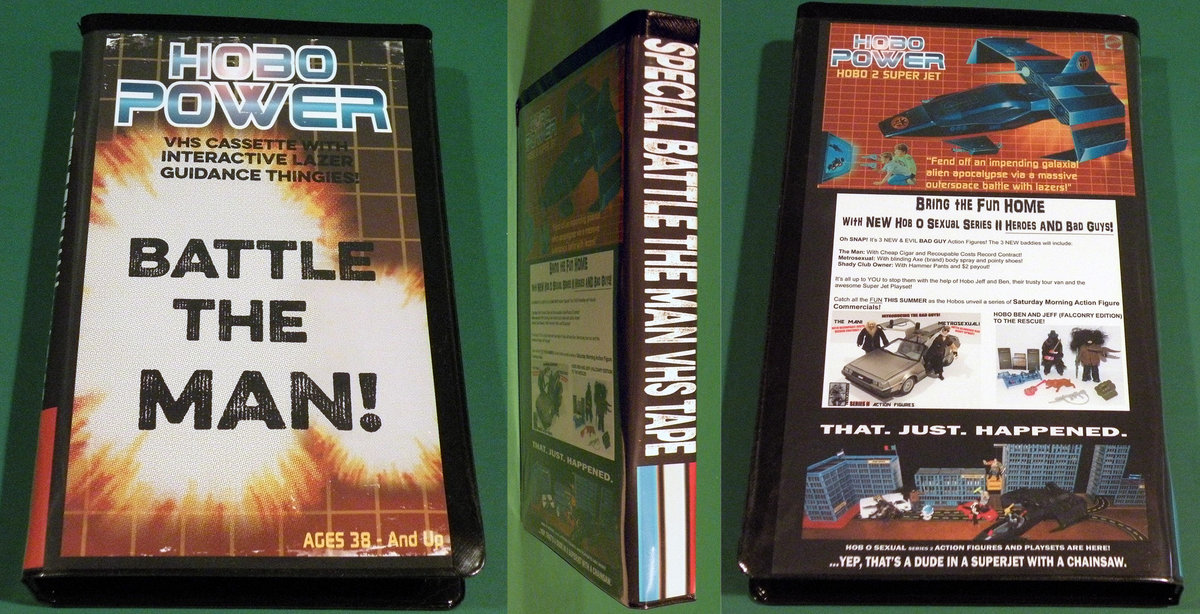 HOBO
POWER
VHS CASSETTE WITH
INTERACTIVE LAZER
GUIDANCE THINGIES!
BATTLE
THE
MAN!
AGES 38 - And Up
SPECIAL BATTLE THE MAN VHS TAPE
BRING the FUN HOME
THAT. JUST. HAPPENED.
HOBO
POWER
HOBO 2 SUPER JET
"Fend off an impending galaxial
alien apocalypse via a massive
outerspace battle with lazers!"
BRING the FUN HOME
With NEW Hob O Sexual Series II Heroes AND Bad Guys!
Oh SNAP! It's 3 NEW & EVIL BAD GUY Action Figures! The 3 NEW baddies will include:
The Man: With Cheap Cigar and Recoupable Costs Record Contract!
Metrosexual: With blinding Axe (brand) body spray and pointy shoes!
Shady Club Owner: With Hammer Pants and $2 payout!
It's all up to YOU to stop them with the help of Hobo Jeff and Ben, their trusty tour van and the
awesome Super Jet Playset!
Catch all the FUN THIS SUMMER as the Hobos unveil a series of Saturday Morning Action Figure
Commercials!
INTRODUCING THE BAD GUYS!
THE MAN!
METROSEXUAL!
SERIES II ACTION FIGURES
HOBO BEN AND JEFF (FALCONRY EDITION)
TO THE RESCUE!
THAT. JUST. HAPPENED.
HOB O SEXUAL SERIES 2 ACTION FIGURES AND PLAYSETS ARE HERE!
...YEP, THAT'S A DUDE IN A SUPERJET WITH A CHAINSAW.